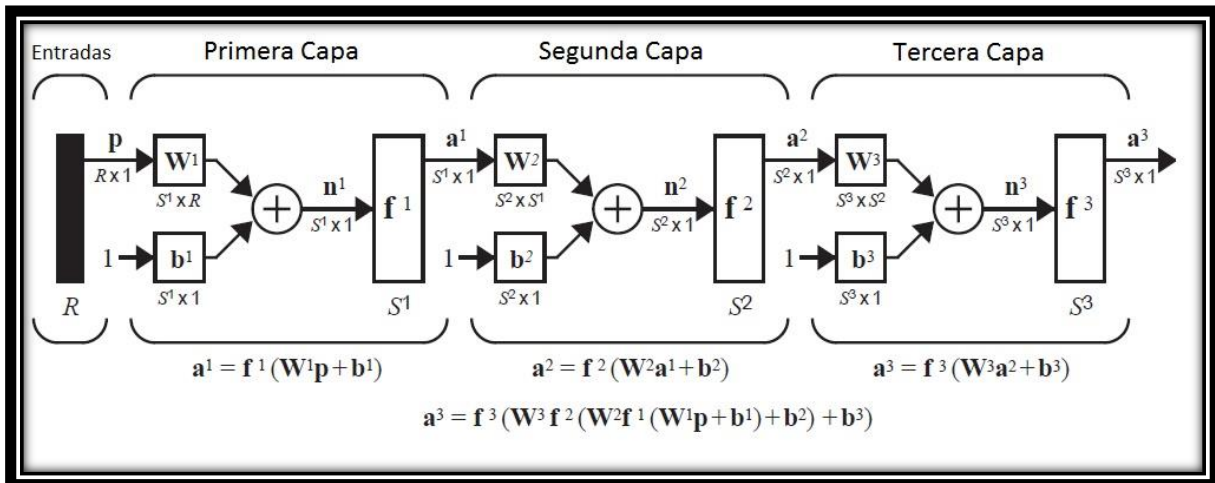 Entradas Primera Capa Segunda Capa Tercera Capa
p a¹ a² a³
W¹ W² W³
R x 1 S¹ x 1 S² x 1 S³ x 1
S¹ x R n¹ S² x S¹ n² S³ x S² n³
+ f ¹ + f ² + f ³
S¹ x 1 S² x 1 S³ x 1
1 b¹ 1 b² 1 b³
S¹ x 1 S² x 1 S³ x 1
R S¹ S² S³
a¹ = f ¹ (W¹p + b¹) a² = f ² (W²a¹ + b²) a³ = f ³ (W³a² + b³)
a³ = f ³ (W³ f ² (W²f ¹ (W¹p + b¹) + b²) + b³)